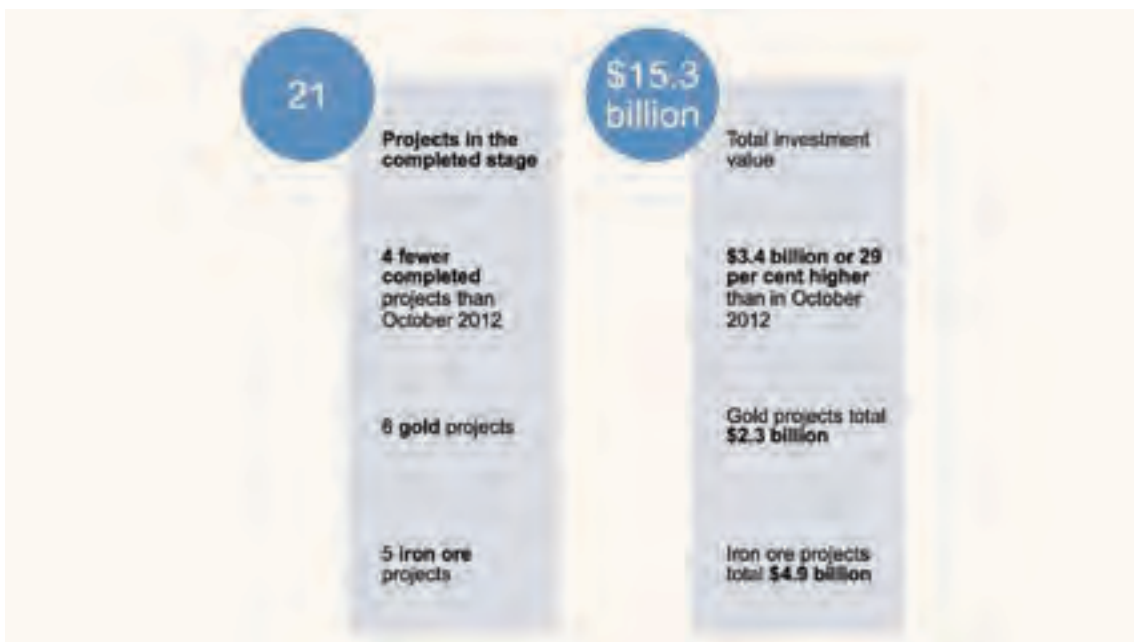 21
Projects in the
completed stage
4 fewer
completed
projects than
October 2012
6 gold projects
5 iron ore
projects
$15.3
billion
Total investment
value
$3.4 billion or 29
per cent higher
than in October
2012
Gold projects total
$2.3 billion
Iron ore projects
total $4.9 billion